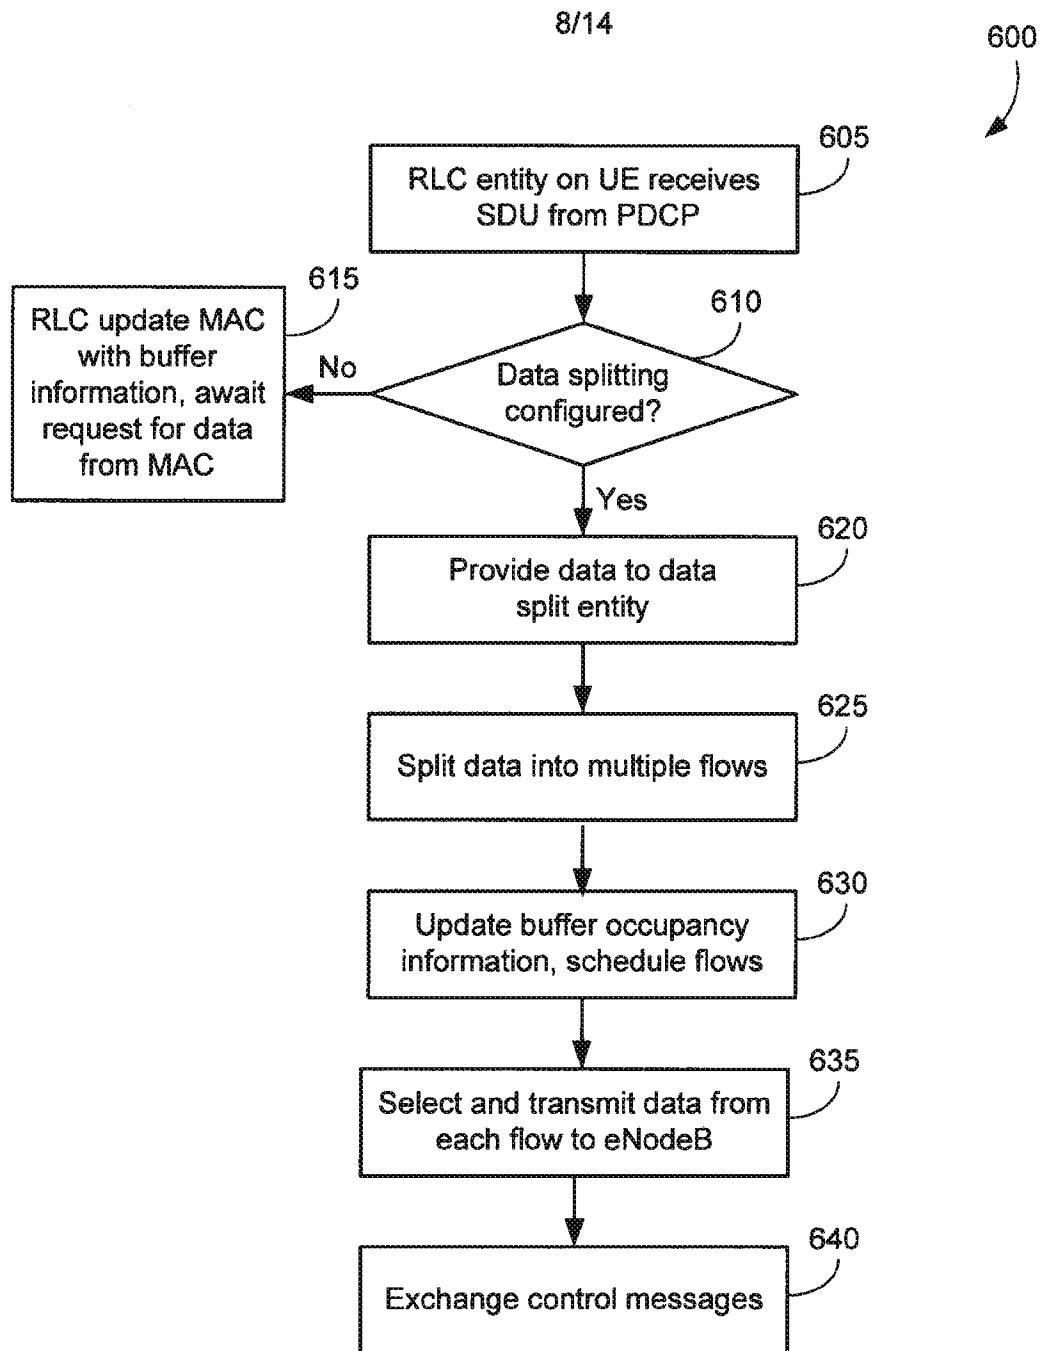 8/14
600
605
RLC entity on UE receives
SDU from PDCP
615
RLC update MAC
with buffer
information, await
request for data
from MAC
No
610
Data splitting
configured?
Yes
620
Provide data to data
split entity
625
Split data into multiple flows
630
Update buffer occupancy
information, schedule flows
635
Select and transmit data from
each flow to eNodeB
640
Exchange control messages